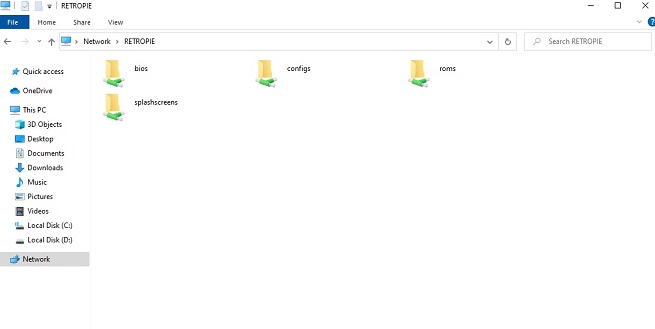 RETROPIE
File Home Share View
Network RETROPIE
Search RETROPIE
Quick access
OneDrive
This PC
3D Objects
Desktop
Documents
Downloads
Music
Pictures
Videos
Local Disk (C:)
Local Disk (D:)
Network
bios
configs
roms
splashscreens